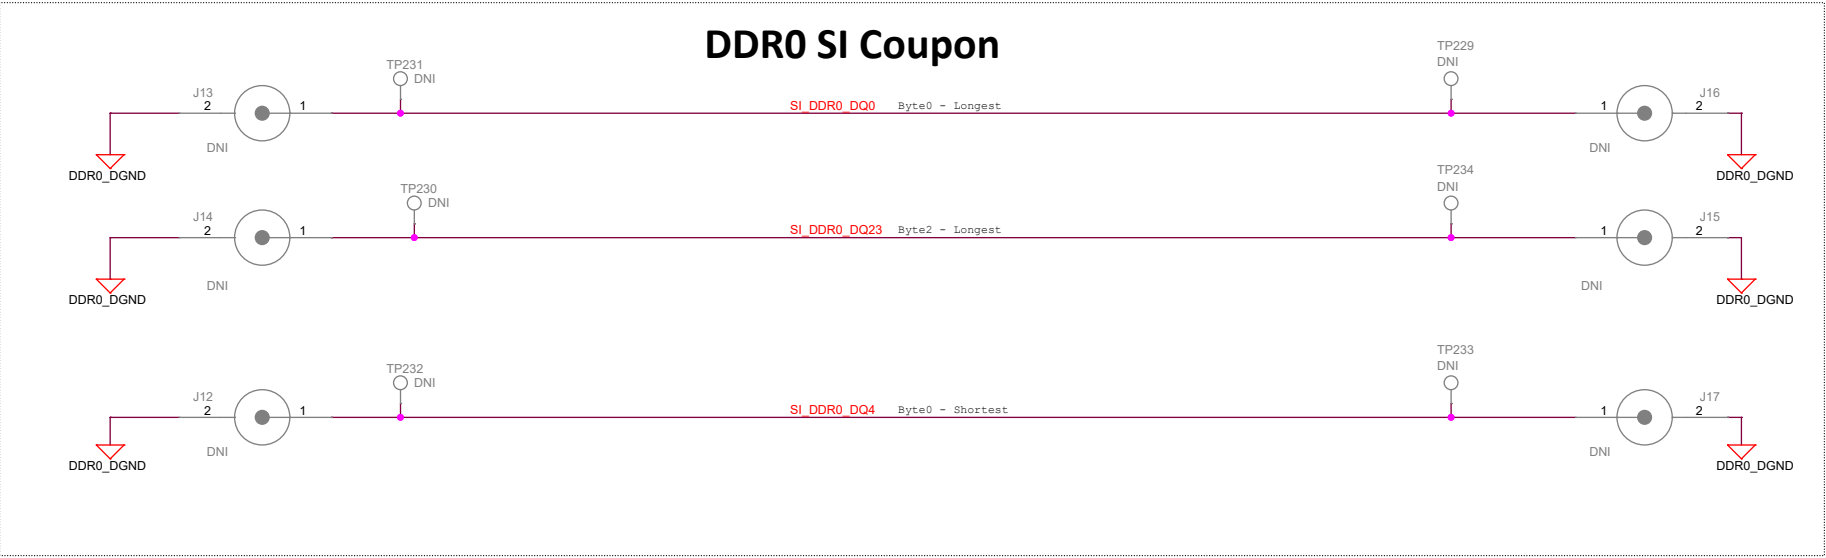 DDR0 SI Coupon
TP231
DNI
TP229
DNI
J13
2
1
SI_DDR0_DQ0 Byte0 - Longest
1
J16
2
DNI
DNI
DDR0_DGND
DDR0_DGND
TP230
DNI
TP234
DNI
J14
2
1
SI_DDR0_DQ23 Byte2 - Longest
1
J15
2
DNI
DNI
DDR0_DGND
DDR0_DGND
TP232
DNI
TP233
DNI
J12
2
1
SI_DDR0_DQ4 Byte0 - Shortest
1
J17
2
DNI
DNI
DDR0_DGND
DDR0_DGND